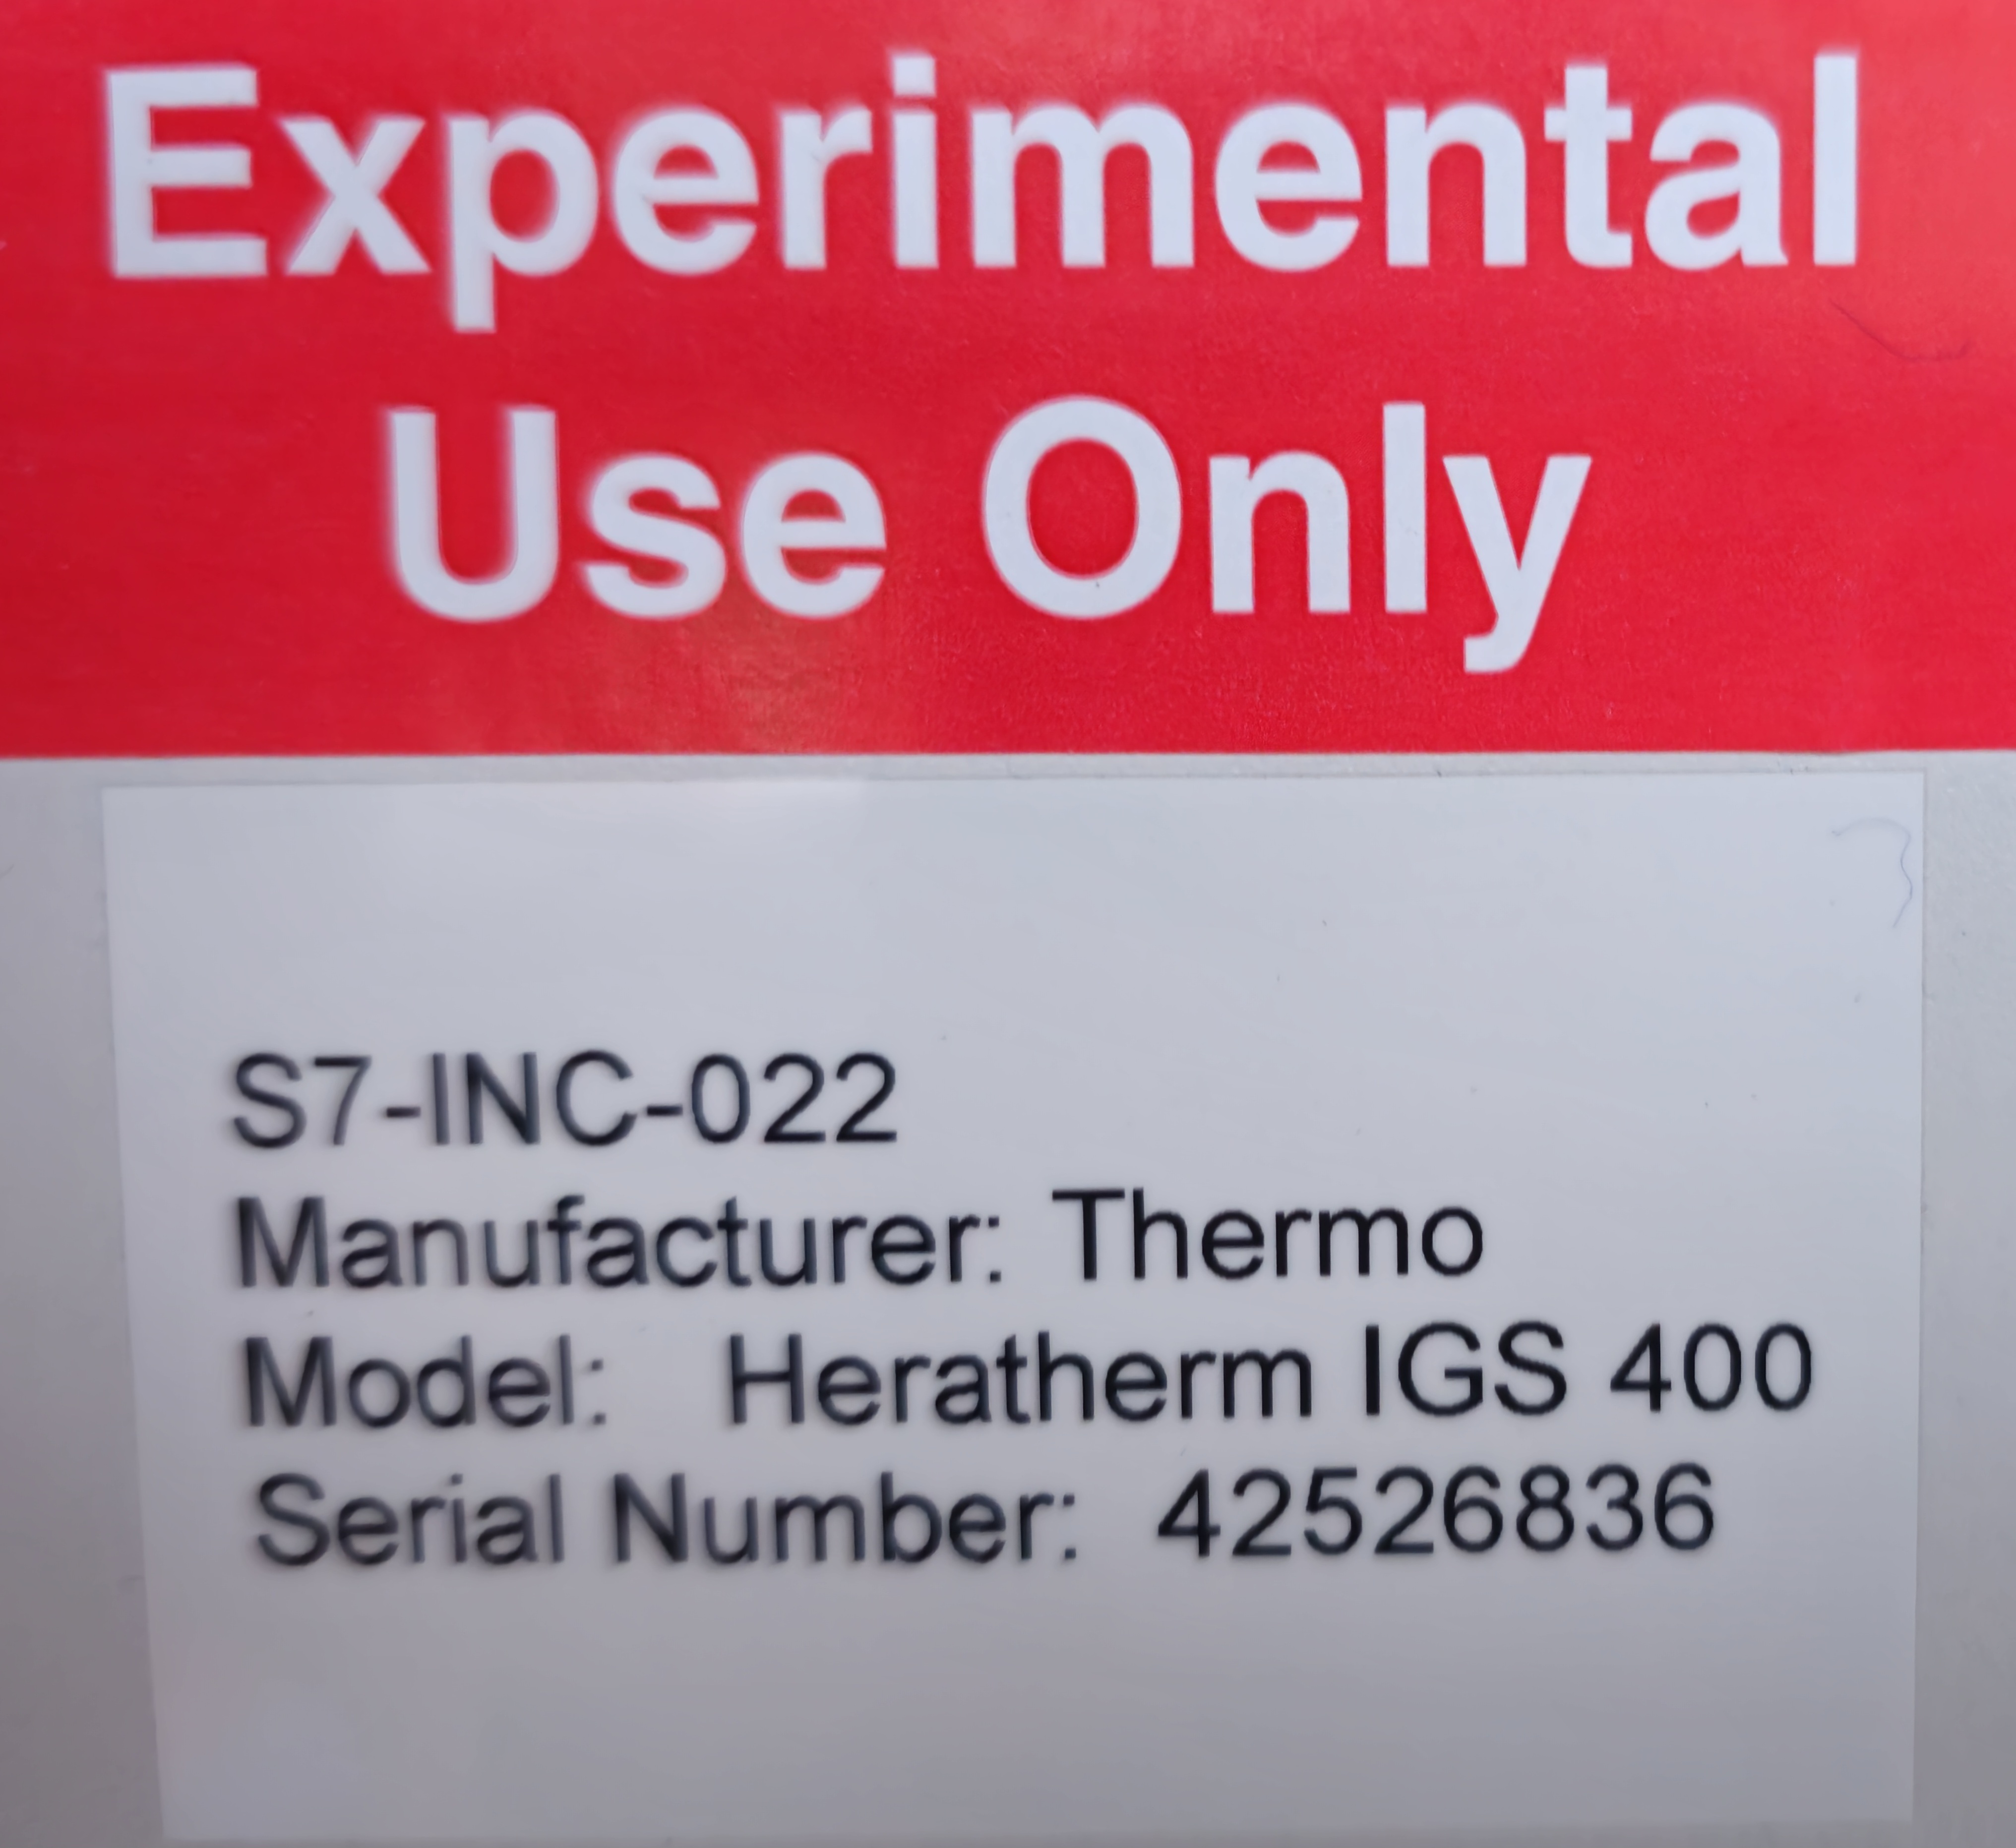 Experimental
Use Only
S7-INC-022
Manufacturer: Thermo
Model: Heratherm IGS 400
Serial Number: 42526836